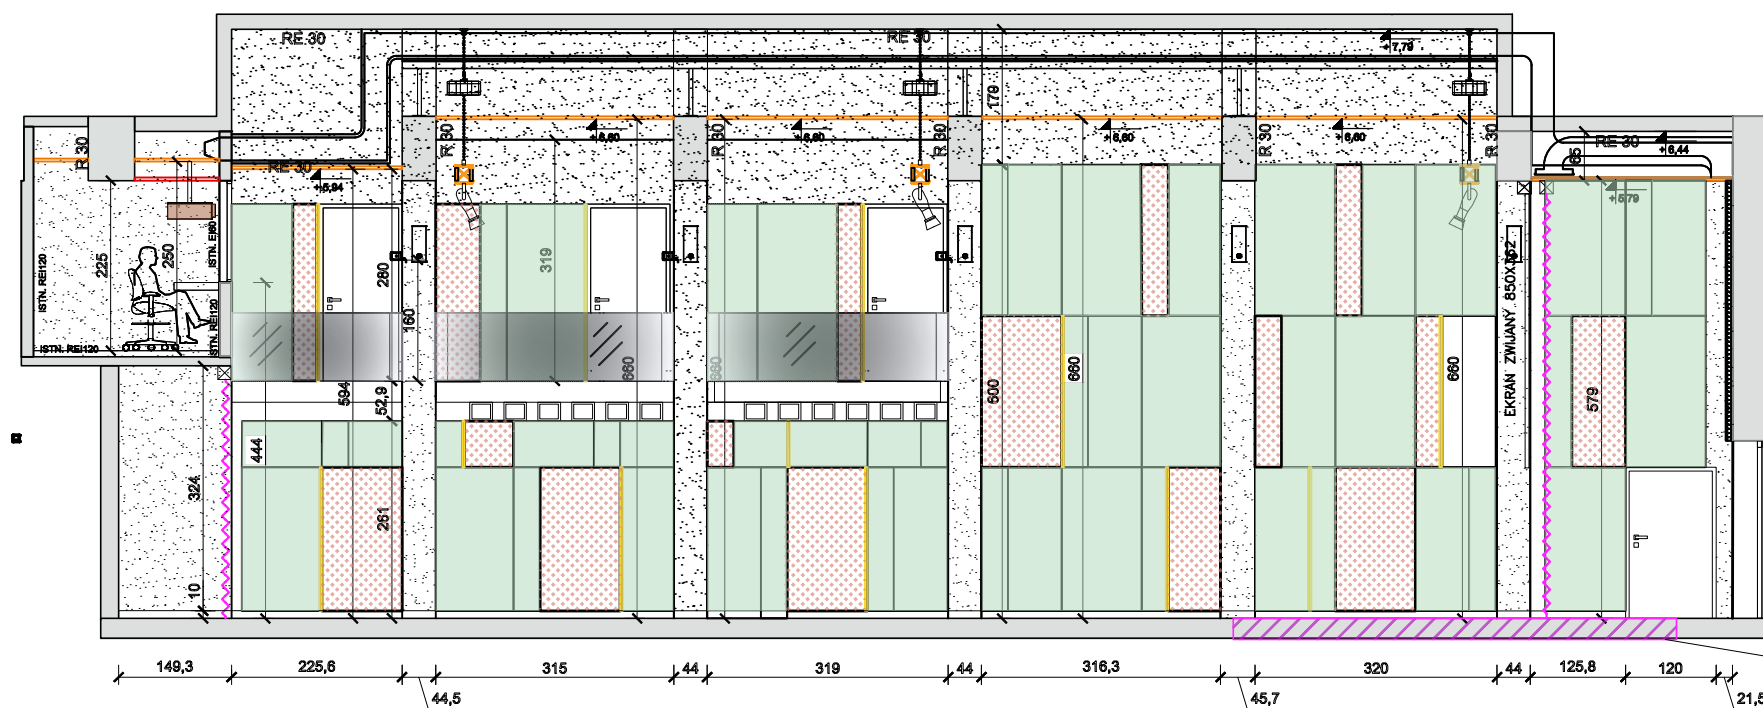 RE 30
RE 30
+ 7,79
179
R 30
RE 30
+ 5,94
R 30
+ 6,60
R 30
+ 6,60
+ 6,60
R 30
+ 6,60
R 30
65
RE 30
+ 6,44
+ 5,79
ISTN. REI120
225
250
ISTN. EI60
ISTN. REI120
ISTN. REI120
280
160
319
660
660
594
52,9
444
261
324
10
600
660
660
EKRAN ZWIJANY 850X362
579
149,3
225,6
315
44
319
44
316,3
320
44
125,8
120
44,5
45,7
21,5